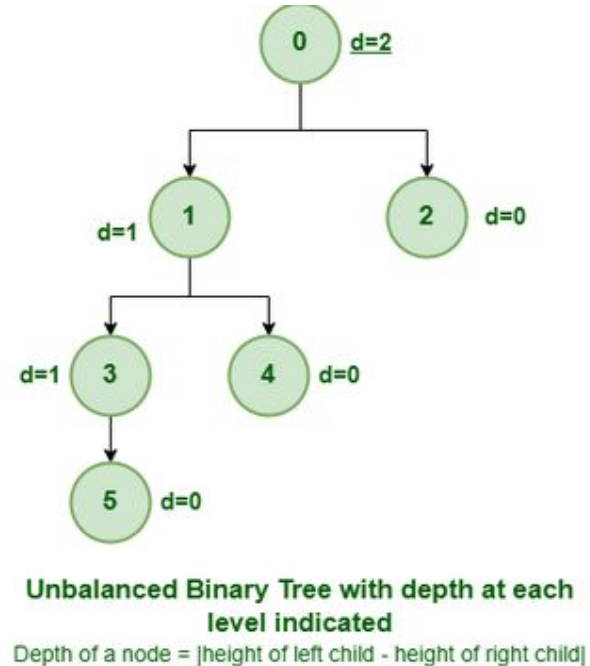 0 d=2
1 2 d=0
d=1
3 4 d=0
d=1
5 d=0
Unbalanced Binary Tree with depth at each
level indicated
Depth of a node = |height of left child - height of right child|